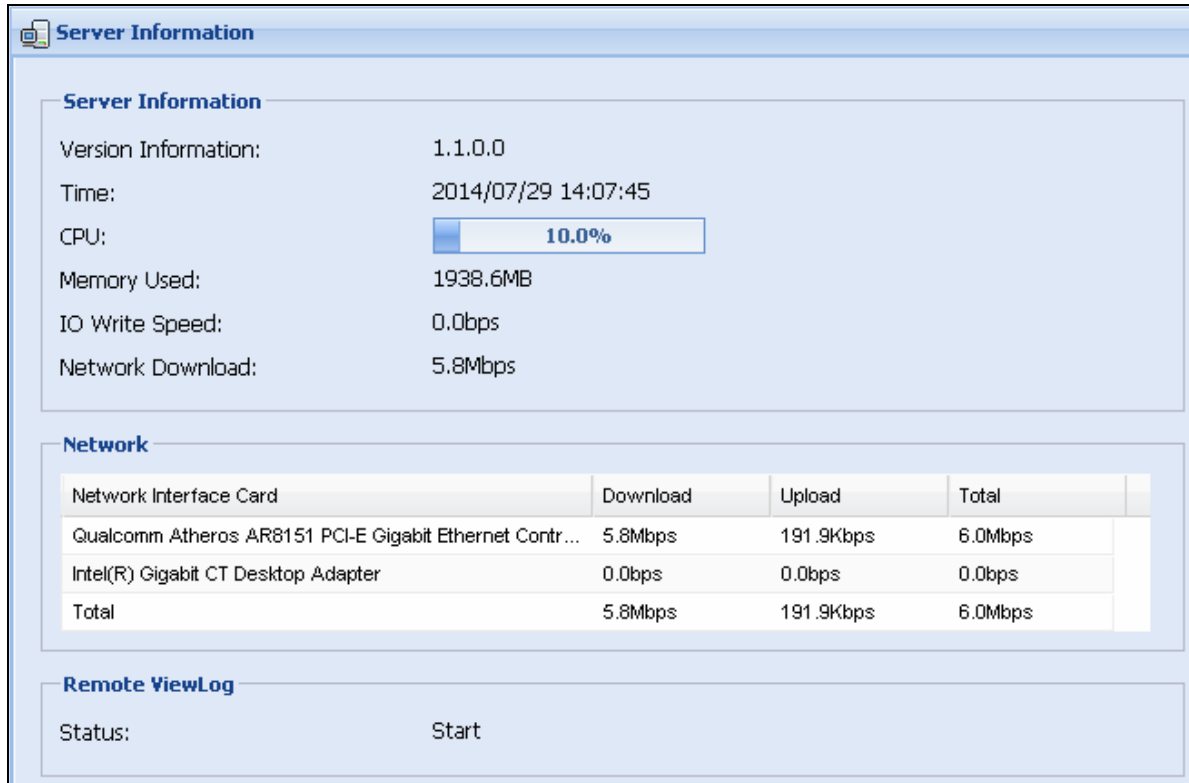 Server Information
Server Information
Version Information: 1.1.0.0
Time: 2014/07/29 14:07:45
CPU: 10.0%
Memory Used: 1938.6MB
IO Write Speed: 0.0bps
Network Download: 5.8Mbps
Network
Network Interface Card Download Upload Total
Qualcomm Atheros AR8151 PCI-E Gigabit Ethernet Contr... 5.8Mbps 191.9Kbps 6.0Mbps
Intel(R) Gigabit CT Desktop Adapter 0.0bps 0.0bps 0.0bps
Total 5.8Mbps 191.9Kbps 6.0Mbps
Remote ViewLog
Status: Start